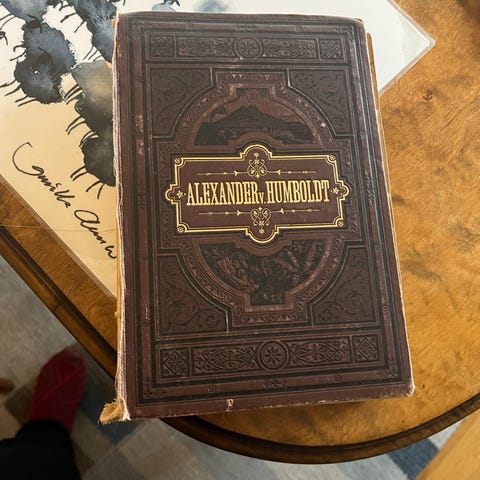 ALEXANDER V. HUMBOLDT